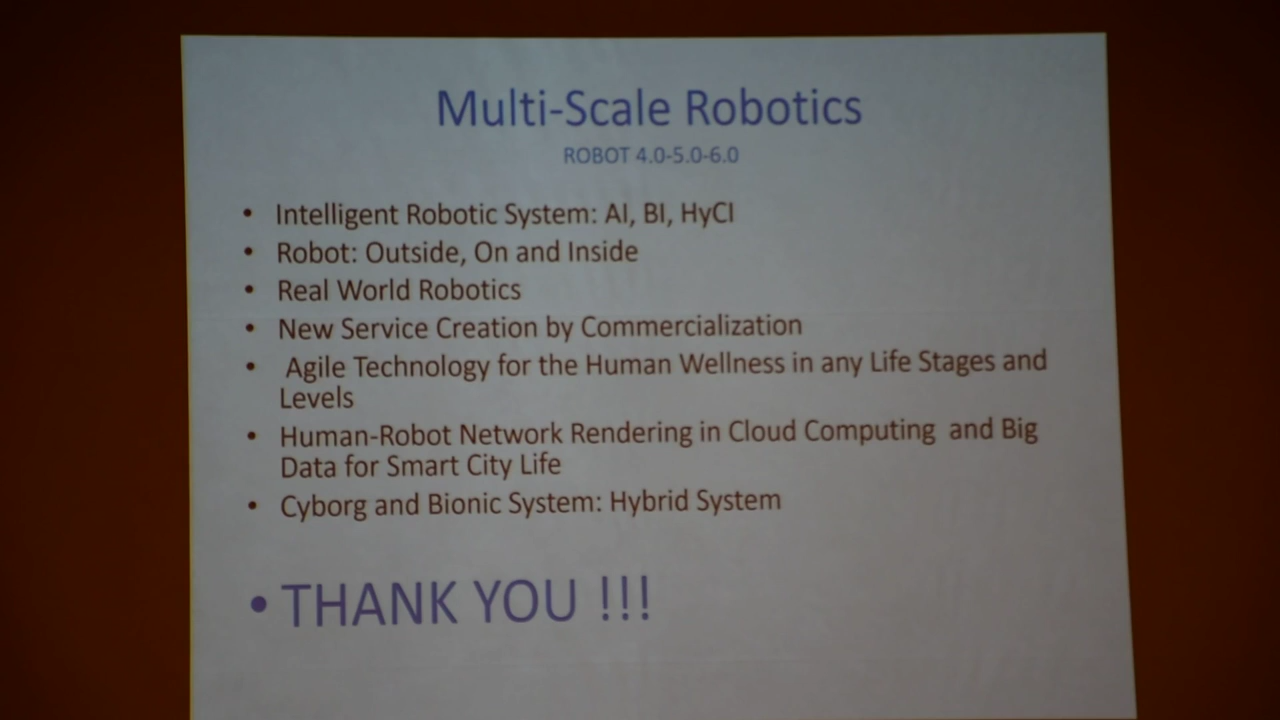 Multi-Scale Robotics
ROBOT 4.0-5.0-6.0
• Intelligent Robotic System: AI, BI, HyCI
• Robot: Outside, On and Inside
• Real World Robotics
• New Service Creation by Commercialization
• Agile Technology for the Human Wellness in any Life Stages and
Levels
• Human-Robot Network Rendering in Cloud Computing and Big
Data for Smart City Life
• Cyborg and Bionic System: Hybrid System
• THANK YOU !!!